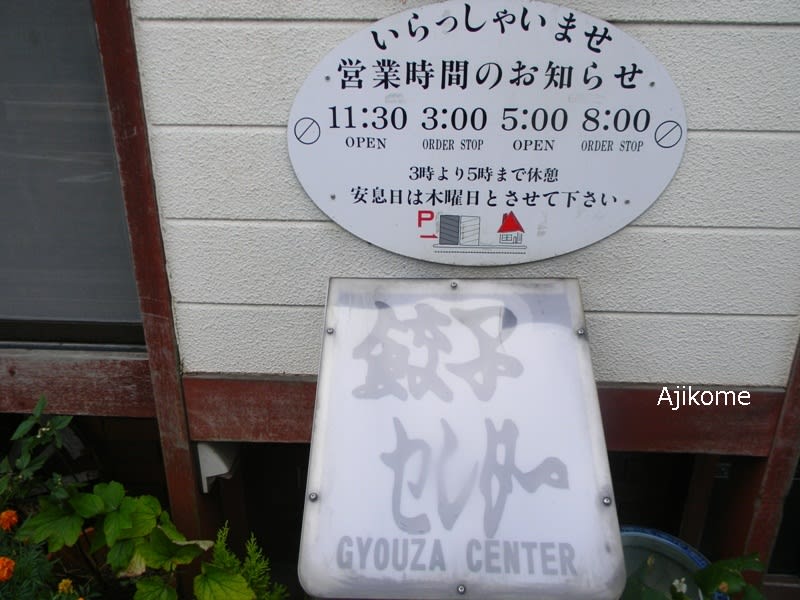 いらっしゃいませ
営業時間のお知らせ
11:30 3:00 5:00 8:00
OPEN ORDER STOP OPEN ORDER STOP
3時より5時まで休憩
安息日は木曜日とさせて下さい
P
餃子
センター
GYOUZA CENTER
Ajikome